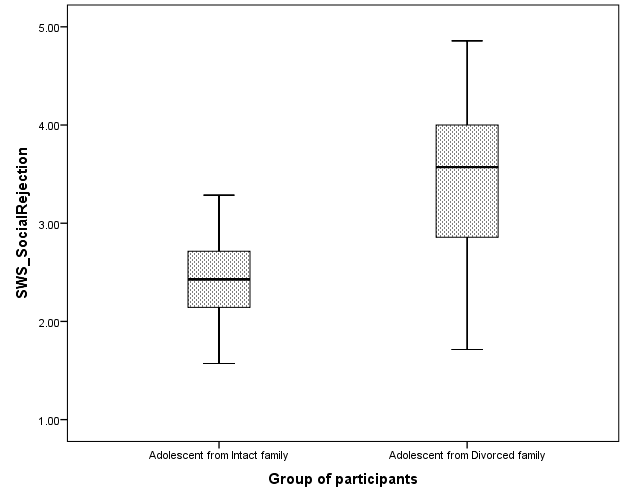 SWS_SocialRejection
5.00
4.00
3.00
2.00
1.00
Adolescent from Intact family
Adolescent from Divorced family
Group of participants